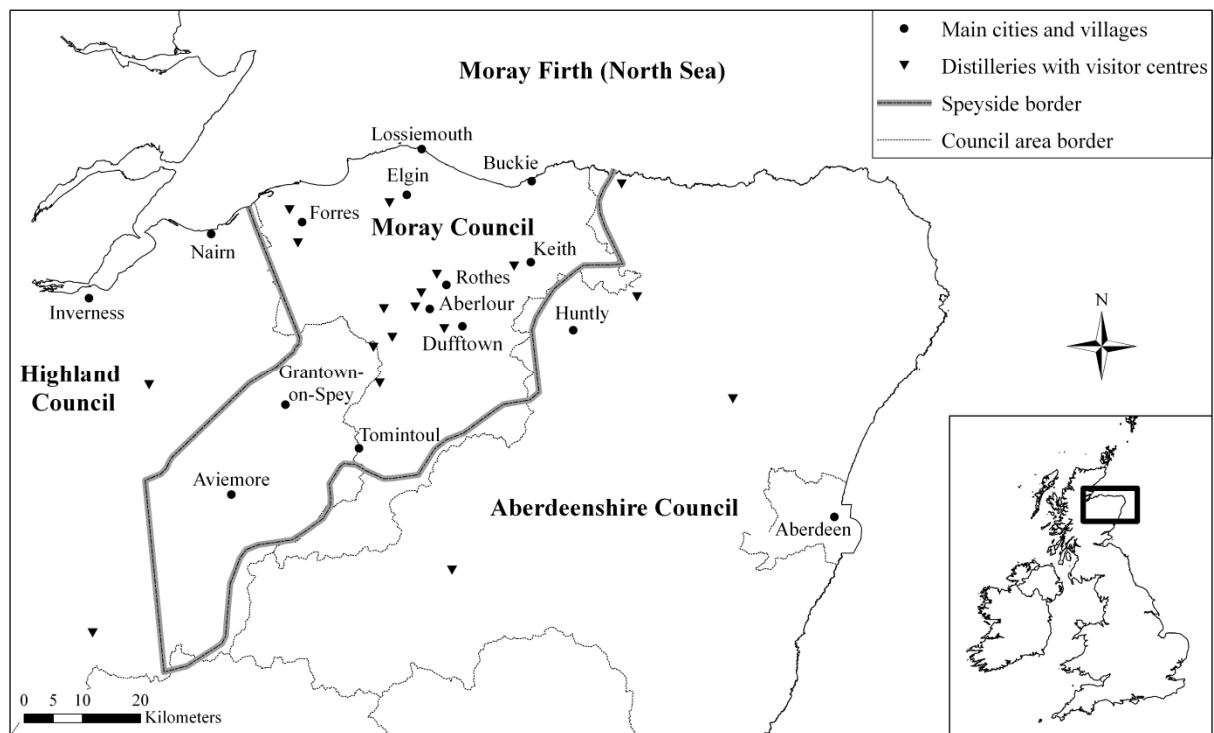 Main cities and villages
Distilleries with visitor centres
Speyside border
Council area border
Moray Firth (North Sea)
Lossiemouth
Buckie
Elgin
Forres
Moray Council
Nairn
Keith
Rothes
Inverness
Aberlour
Huntly
Dufftown
N
Highland
Council
Grantown-
on-Spey
Tomintoul
Aviemore
Aberdeenshire Council
Aberdeen
0 5 10 20
Kilometers